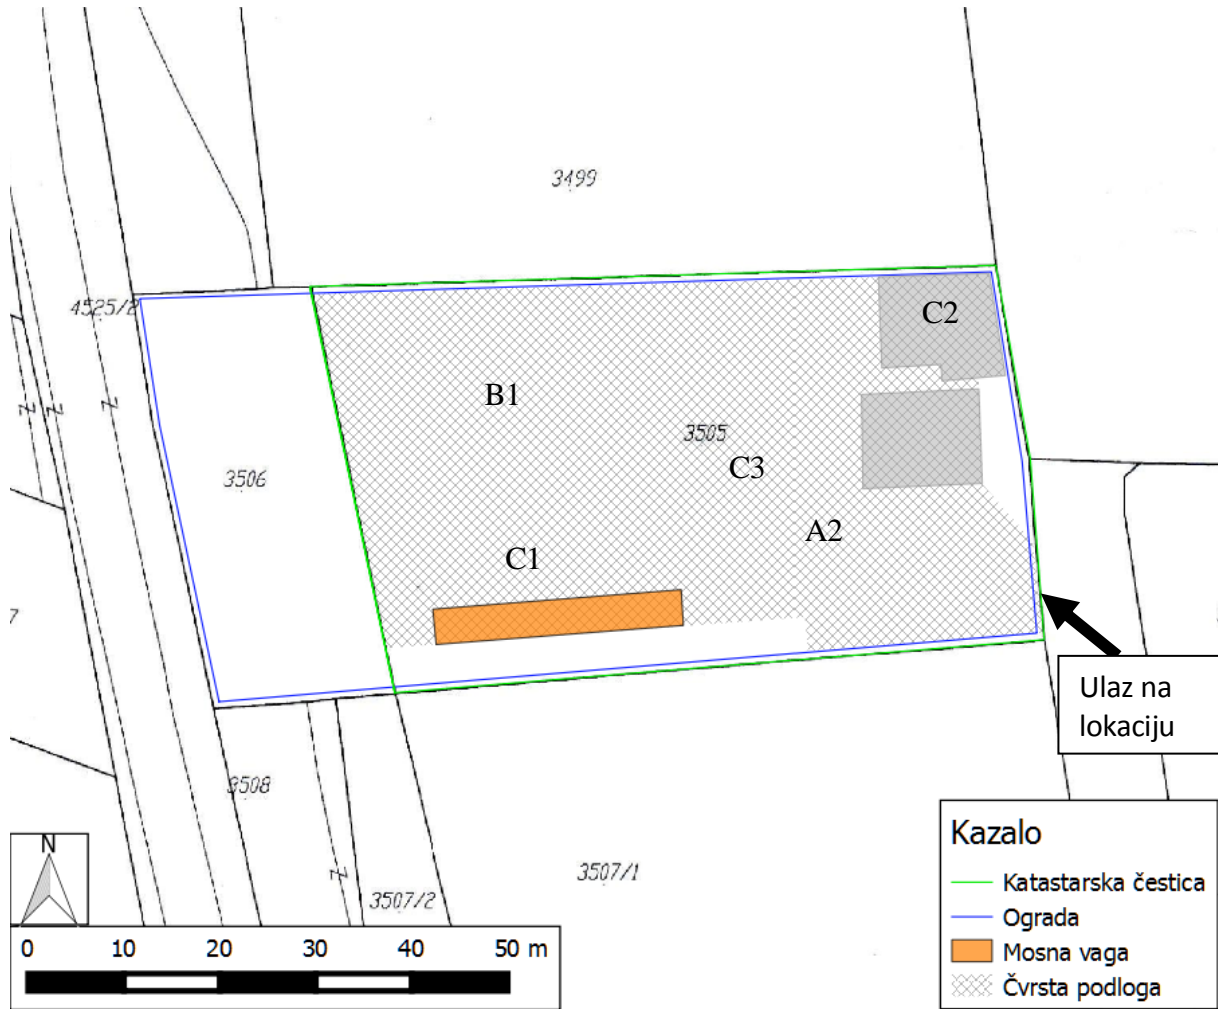 3499
4525/2
C2
B1
3505
C3
3506
A2
C1
Ulaz na
lokaciju
3508
3507/1
3507/2
7
N
0 10 20 30 40 50 m
Kazalo
Katastarska čestica
Ograda
Mosna vaga
Čvrsta podloga